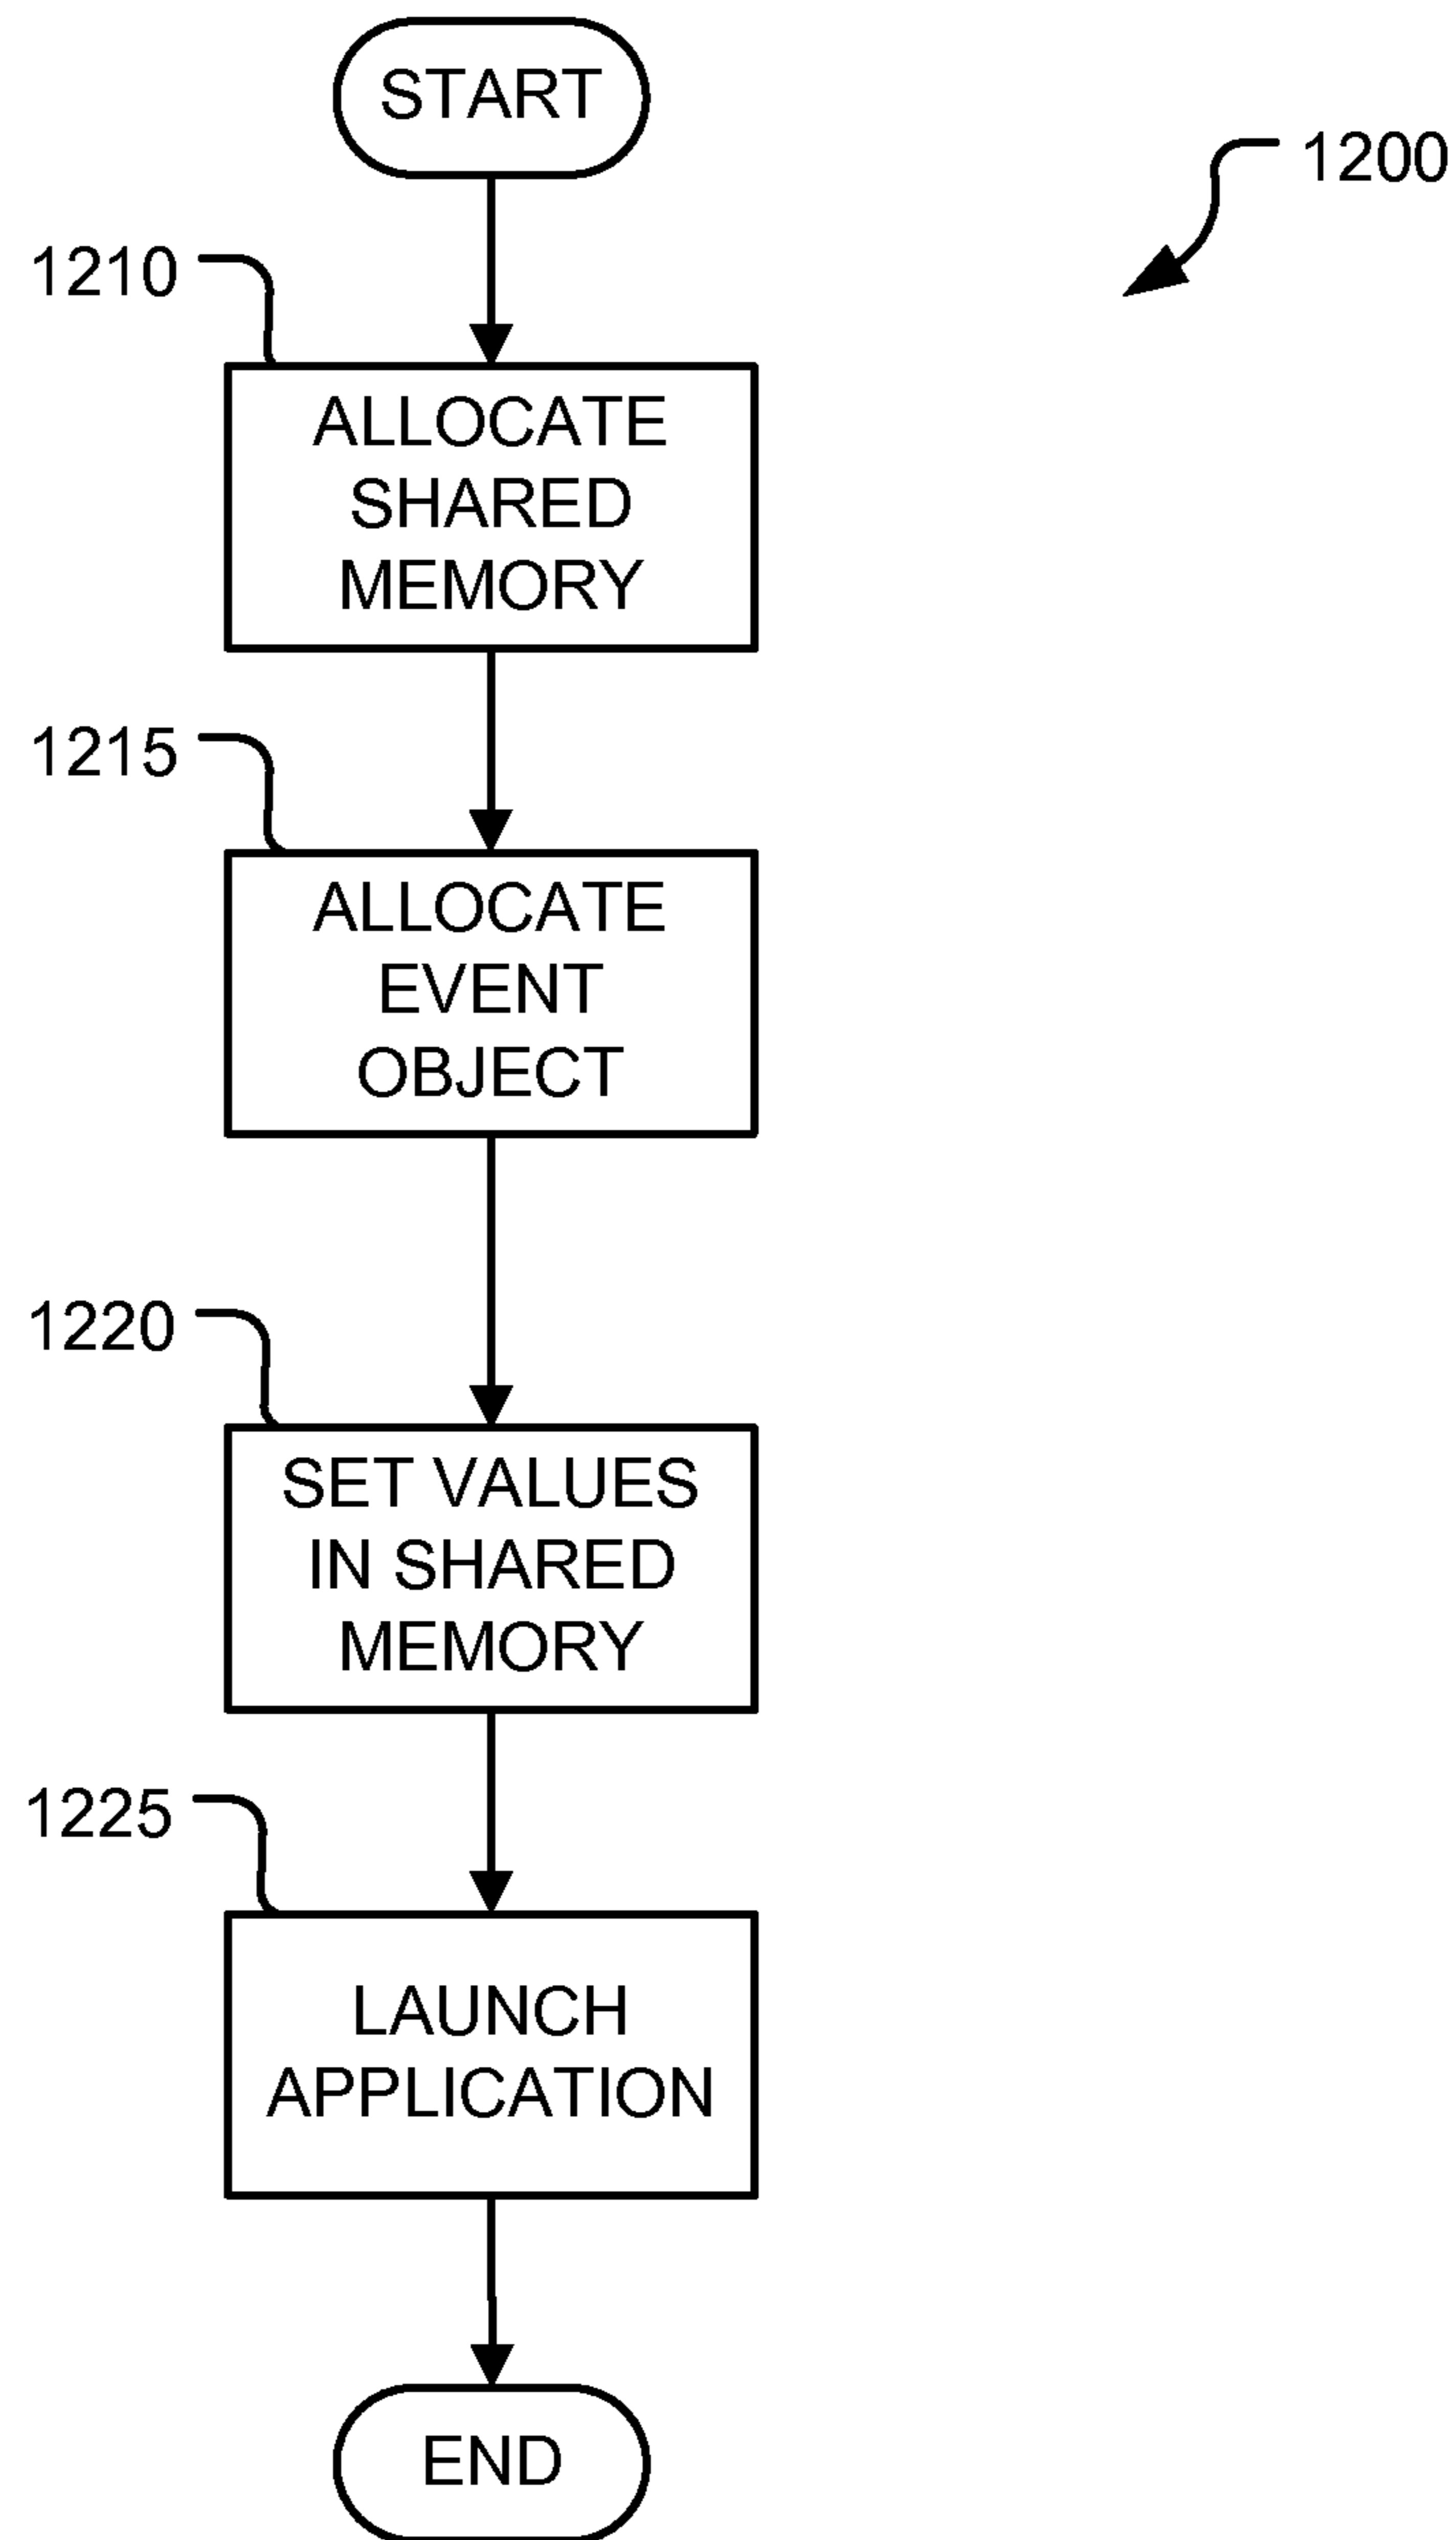 START
1200
1210
ALLOCATE
SHARED
MEMORY
1215
ALLOCATE
EVENT
OBJECT
1220
SET VALUES
IN SHARED
MEMORY
1225
LAUNCH
APPLICATION
END